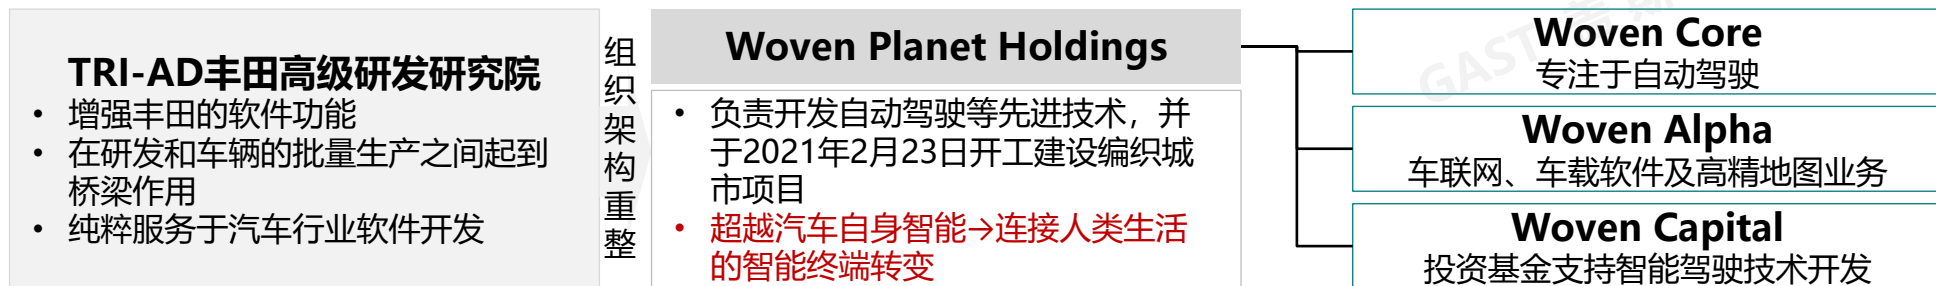 TRI-AD丰田高级研发研究院
• 增强丰田的软件功能
• 在研发和车辆的批量生产之间起到
桥梁作用
• 纯粹服务于汽车行业软件开发
组织架构重整
Woven Planet Holdings
• 负责开发自动驾驶等先进技术，并
于2021年2月23日开工建设编织城
市项目
• 超越汽车自身智能→连接人类生活
的智能终端转变
Woven Core
专注于自动驾驶
Woven Alpha
车联网、车载软件及高精地图业务
Woven Capital
投资基金支持智能驾驶技术开发
GAST